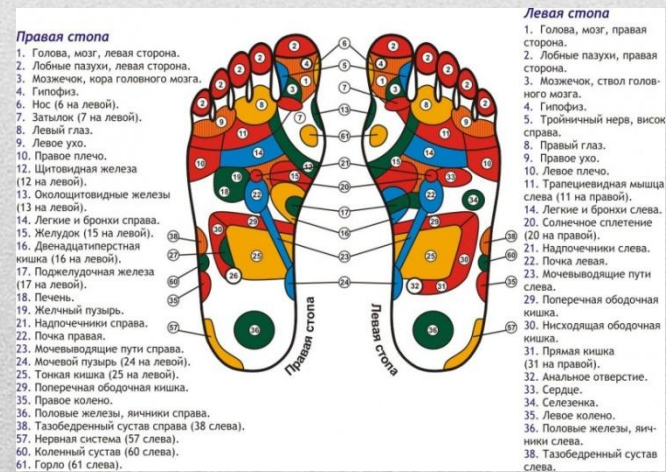 Правая стопа
1. Голова, мозг, левая сторона.
2. Лобные пазухи, левая сторона.
3. Мозжечок, кора головного мозга.
4. Гипофиз.
6. Нос (6 на левой).
7. Затылок (7 на левой).
8. Левый глаз.
9. Левое ухо.
10. Правое плечо.
12. Щитовидная железа
(12 на левой).
13. Околощитовидные железы
(13 на левой).
14. Легкие и бронхи справа.
15. Желудок (15 на левой).
16. Двенадцатиперстная
кишка (16 на левой).
17. Поджелудочная железа
(17 на левой).
18. Печень.
19. Желчный пузырь.
21. Надпочечники справа.
22. Почка правая.
23. Мочевыводящие пути справа.
24. Мочевой пузырь (24 на левой).
25. Тонкая кишка (25 на левой).
29. Поперечная ободочная кишка.
35. Правое колено.
36. Половые железы, яичники справа.
38. Тазобедренный сустав справа (38 слева).
57. Нервная система (57 слева).
60. Коленный сустав (60 слева).
61. Горло (61 слева).
Правая стопа
Левая стопа
Левая стопа
1. Голова, мозг, правая
сторона.
2. Лобные пазухи, правая
сторона.
3. Мозжечок, ствол голов-
ного мозга.
4. Гипофиз.
5. Тройничный нерв, висок
справа.
8. Правый глаз.
9. Правое ухо.
10. Левое плечо.
11. Трапециевидная мышца
слева (11 на правой).
14. Легкие и бронхи слева.
20. Солнечное сплетение
(20 на правой).
21. Надпочечники слева.
22. Почка левая.
23. Мочевыводящие пути
слева.
29. Поперечная ободочная
кишка.
30. Нисходящая ободочная
кишка.
31. Прямая кишка
(31 на правой).
32. Анальное отверстие.
33. Сердце.
34. Селезенка.
35. Левое колено.
36. Половые железы, яич-
ники слева.
38. Тазобедренный сустав
слева.